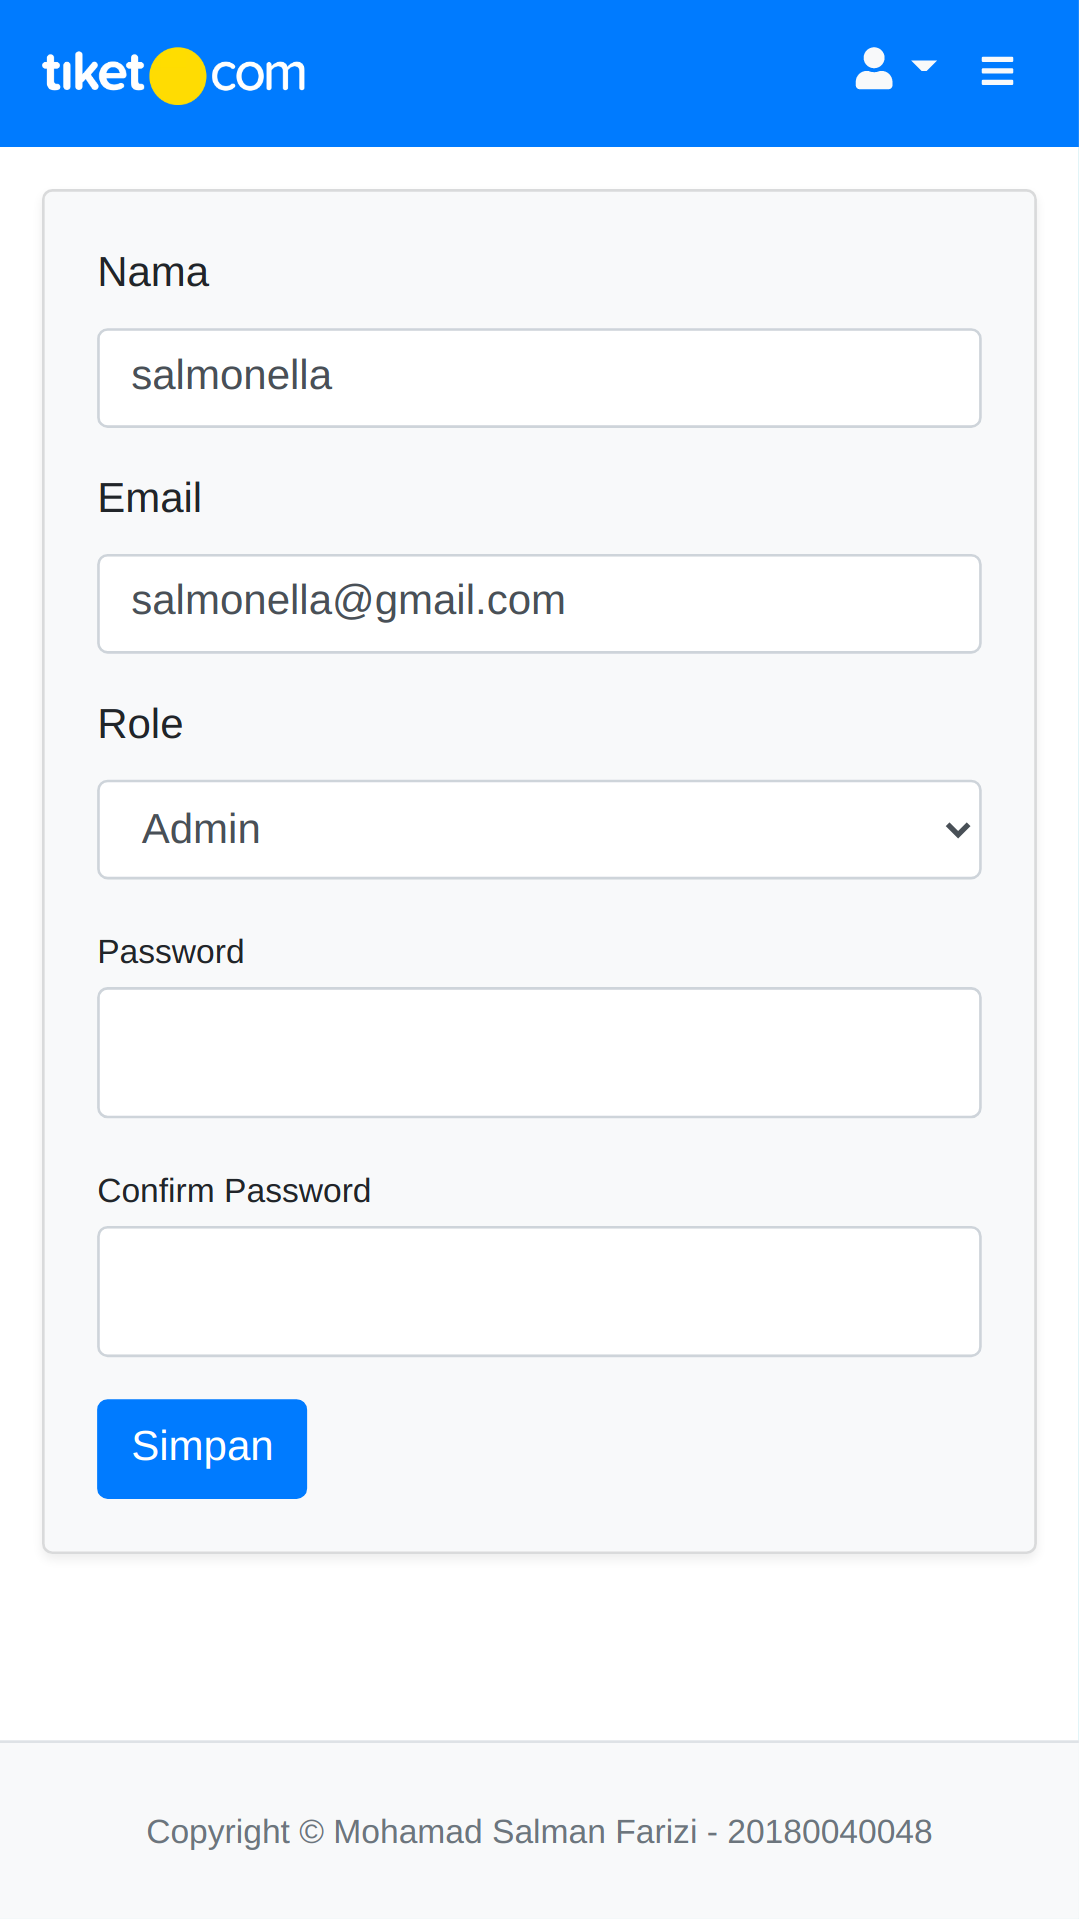 tiket com
Nama
salmonella
Email
salmonella@gmail.com
Role
Admin
Password
Confirm Password
Simpan
Copyright © Mohamad Salman Farizi - 20180040048